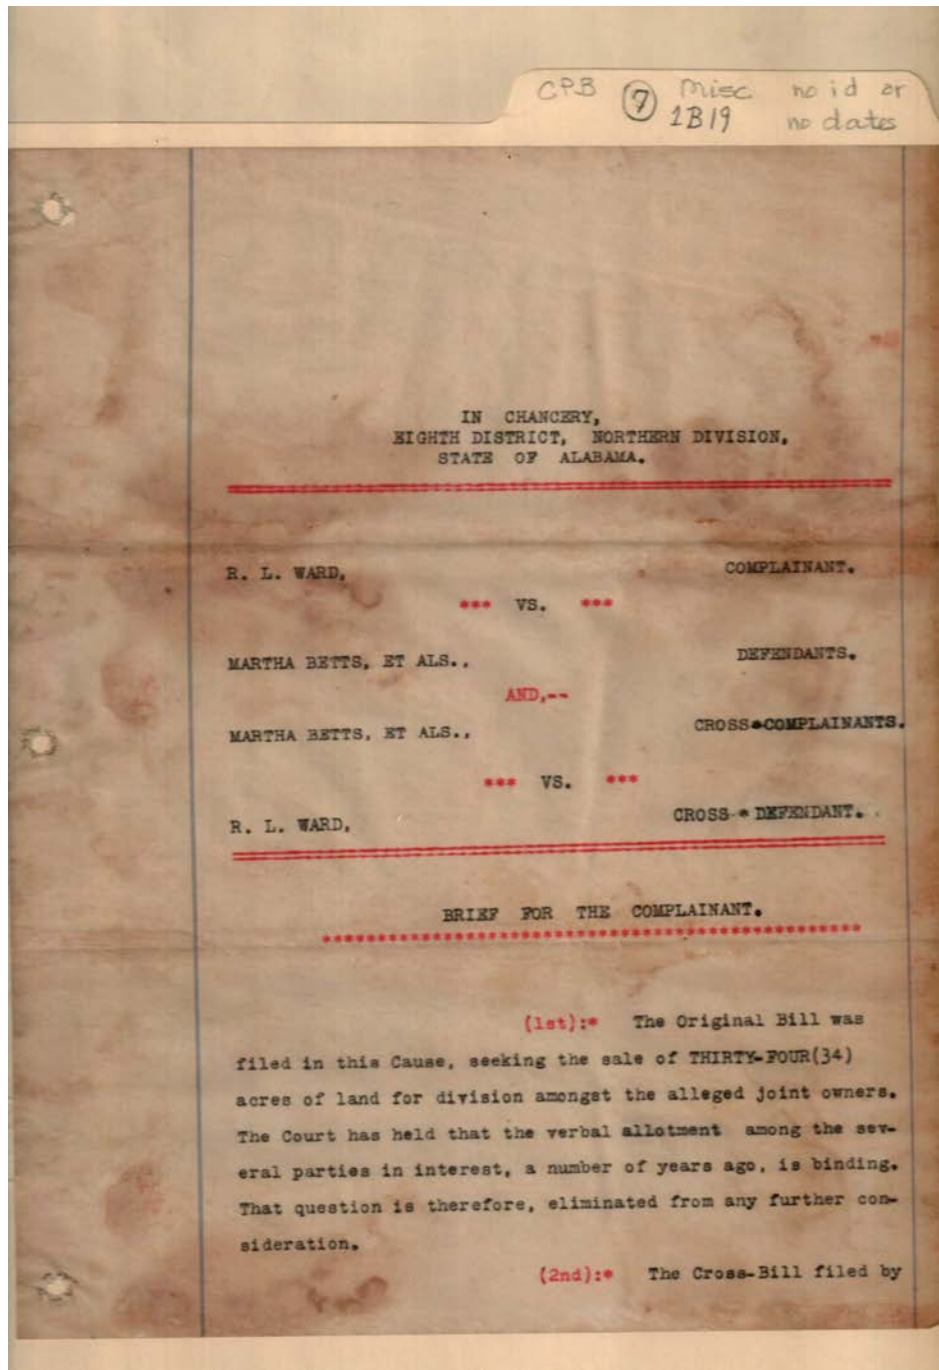 CPB 7 Misc no id or
1B19 no dates
IN CHANCERY,
EIGHTH DISTRICT, NORTHERN DIVISION,
STATE OF ALABAMA.
R. L. WARD, COMPLAINANT.
*** VS. ***
MARTHA BETTS, ET ALS., DEFENDANTS.
AND,--
MARTHA BETTS, ET ALS., CROSS*COMPLAINANTS.
*** VS. ***
R. L. WARD, CROSS-* DEFENDANT.
BRIEF FOR THE COMPLAINANT.
(1st):* The Original Bill was
filed in this Cause, seeking the sale of THIRTY-FOUR(34)
acres of land for division amongst the alleged joint owners.
The Court has held that the verbal allotment among the sev-
eral parties in interest, a number of years ago, is binding.
That question is therefore, eliminated from any further con-
sideration.
(2nd):* The Cross-Bill filed by